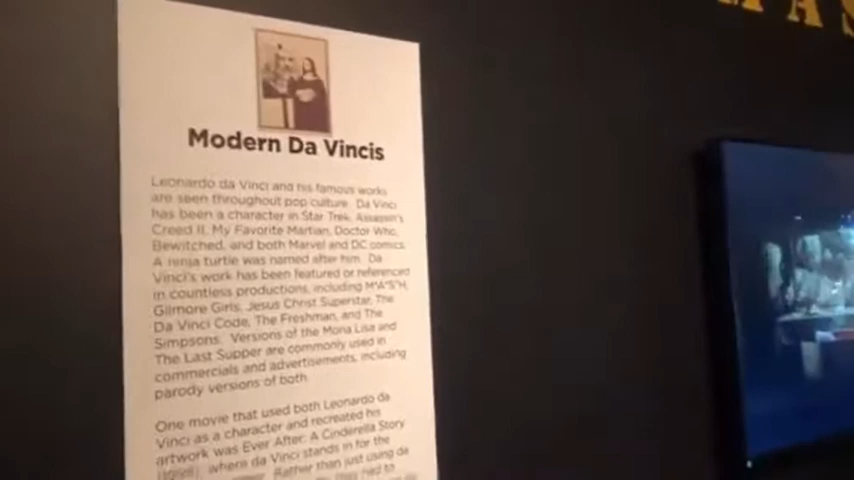 MAS
Modern Da Vincis
Leonardo da Vinci and his famous works
are seen throughout pop culture. Da Vinci
has been a character in Star Trek, Assassin's
Creed II, My Favorite Martian, Doctor Who,
Bewitched, and both Marvel and DC comics.
A ninja turtle was named after him. Da
Vinci's work has been featured or referenced
in countless productions, including M*A*S*H,
Gilmore Girls, Jesus Christ Superstar, The
Da Vinci Code, The Freshman, and The
Simpsons. Versions of the Mona Lisa and
The Last Supper are commonly used in
commercials and advertisements, including
parody versions of both.
One movie that used both Leonardo da
Vinci as a character and recreated his
artwork was Ever After: A Cinderella Story
where da Vinci stands in for the
Rather than just using da
they had to